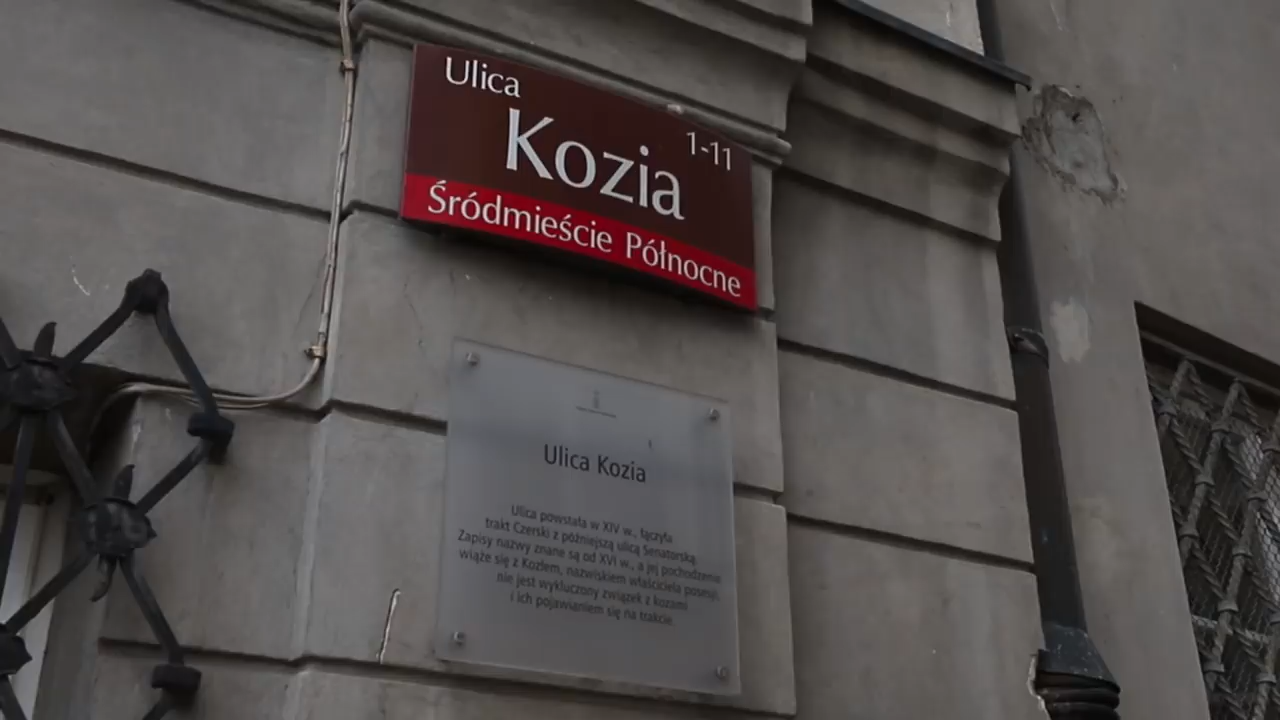 Ulica
Kozia
1-11
Śródmieście Północne
Ulica Kozia
Ulica powstała w XIV w., łączyła
trakt Czerski z późniejszą ulicą Senatorską.
Zapisy nazwy znane są od XVI w., a jej pochodzenie
wiąże się z Kozłem, nazwiskiem właściciela posesji,
nie jest wykluczony związek z kozami
i ich pojawianiem się na trakcie